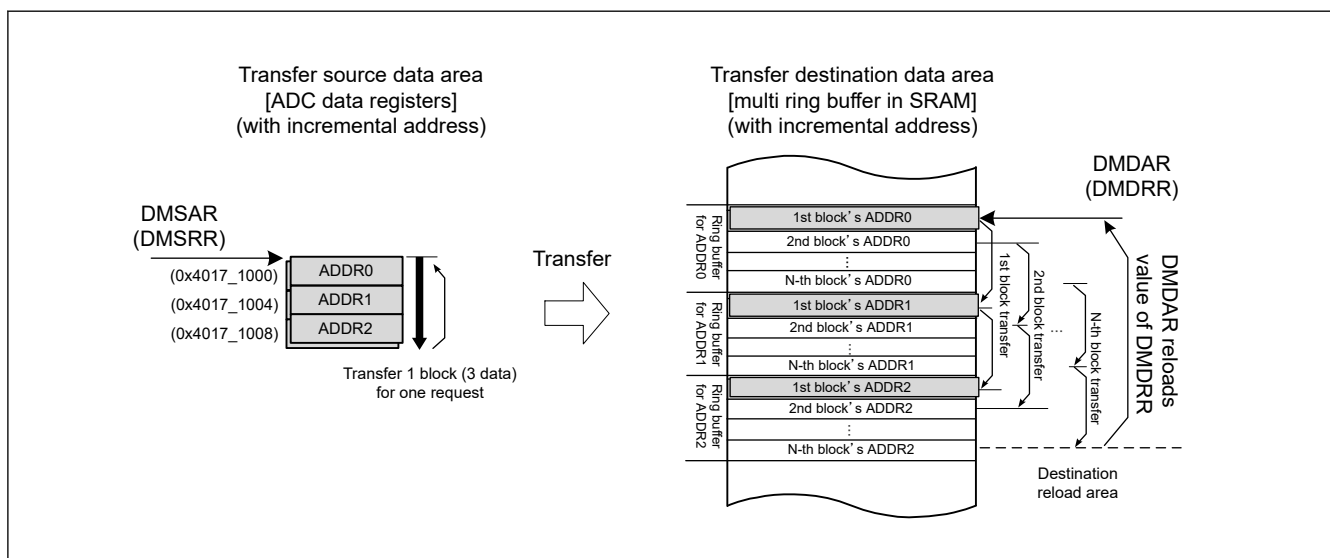 Transfer source data area
[ADC data registers]
(with incremental address)
DMSAR
(DMSRR)
(0x4017_1000)
(0x4017_1004)
(0x4017_1008)
ADDR0
ADDR1
ADDR2
Transfer 1 block (3 data)
for one request
Transfer
Transfer destination data area
[multi ring buffer in SRAM]
(with incremental address)
Ring buffer
for ADDR0
1st block's ADDR0
2nd block's ADDR0
⋮
N-th block's ADDR0
Ring buffer
for ADDR1
1st block's ADDR1
2nd block's ADDR1
⋮
N-th block's ADDR1
Ring buffer
for ADDR2
1st block's ADDR2
2nd block's ADDR2
⋮
N-th block's ADDR2
1st block transfer
2nd block transfer
...
N-th block transfer
DMDAR
(DMDRR)
DMDAR reloads
value of DMDRR
Destination
reload area